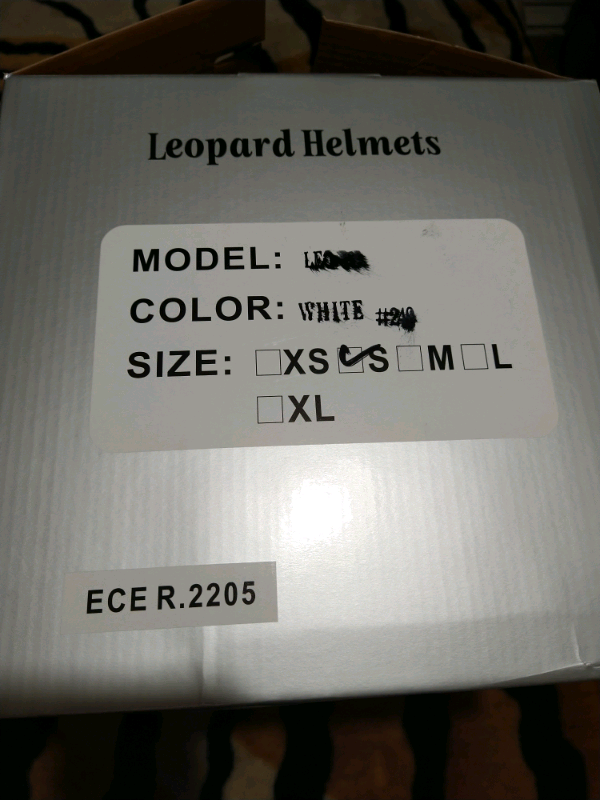 Leopard Helmets
MODEL:
COLOR: WHITE
SIZE: XS S M L
XL
ECE R.2205